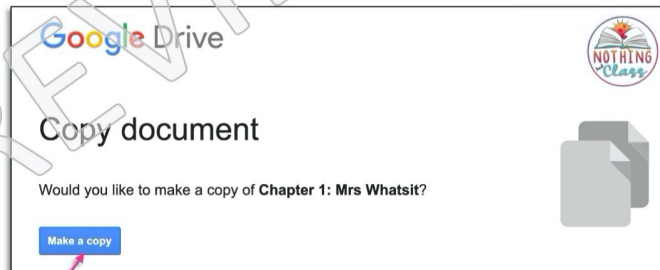 Google Drive
NOTHING
but
Class
Copy document
Would you like to make a copy of Chapter 1: Mrs Whatsit?
Make a copy